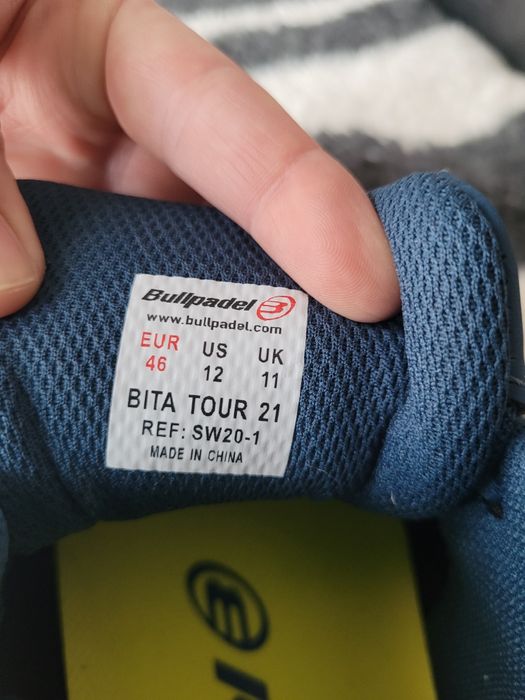 Bullpadel
www.bullpadel.com
EUR US UK
46 12 11
BITA TOUR 21
REF: SW20-1
MADE IN CHINA